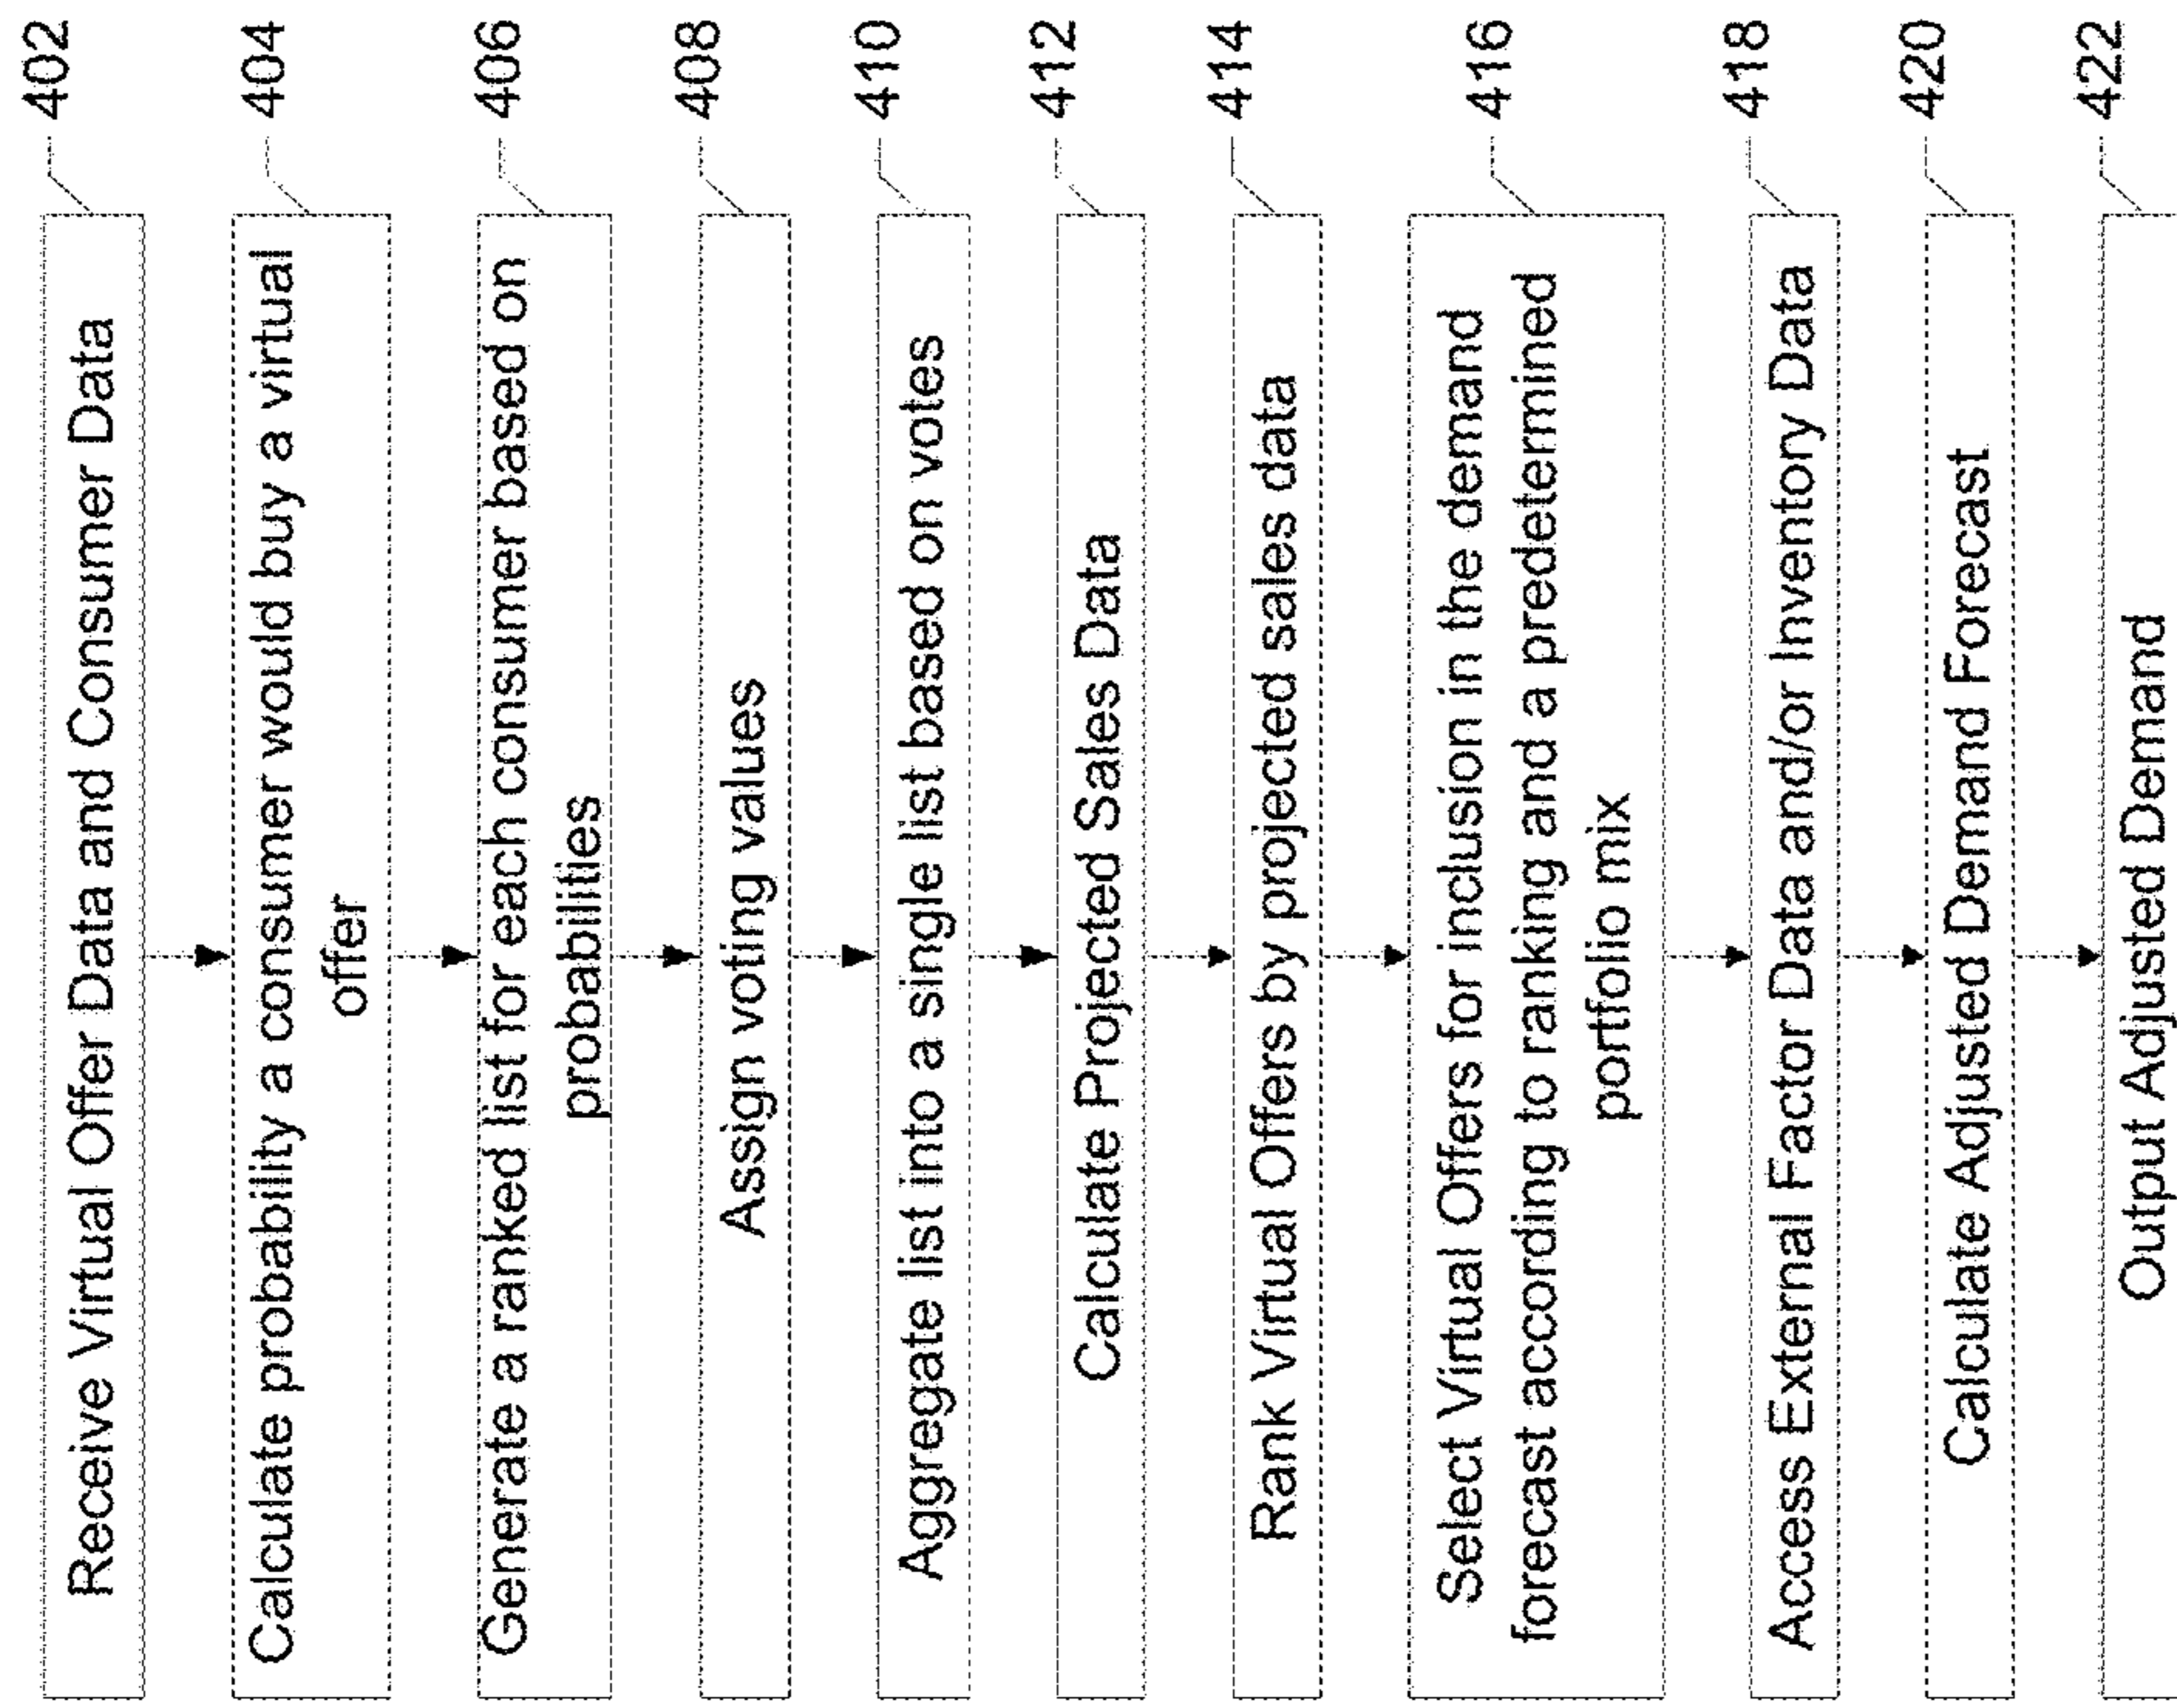 Receive Virtual Offer Data and Consumer Data
402
Calculate probability a consumer would buy a virtual
offer
404
Generate a ranked list for each consumer based on
probabilities
406
Assign voting values
408
Aggregate list into a single list based on votes
410
Calculate Projected Sales Data
412
Rank Virtual Offers by projected sales data
414
Select Virtual Offers for inclusion in the demand
forecast according to ranking and a predetermined
portfolio mix
416
Access External Factor Data and/or Inventory Data
418
Calculate Adjusted Demand Forecast
420
Output Adjusted Demand
422